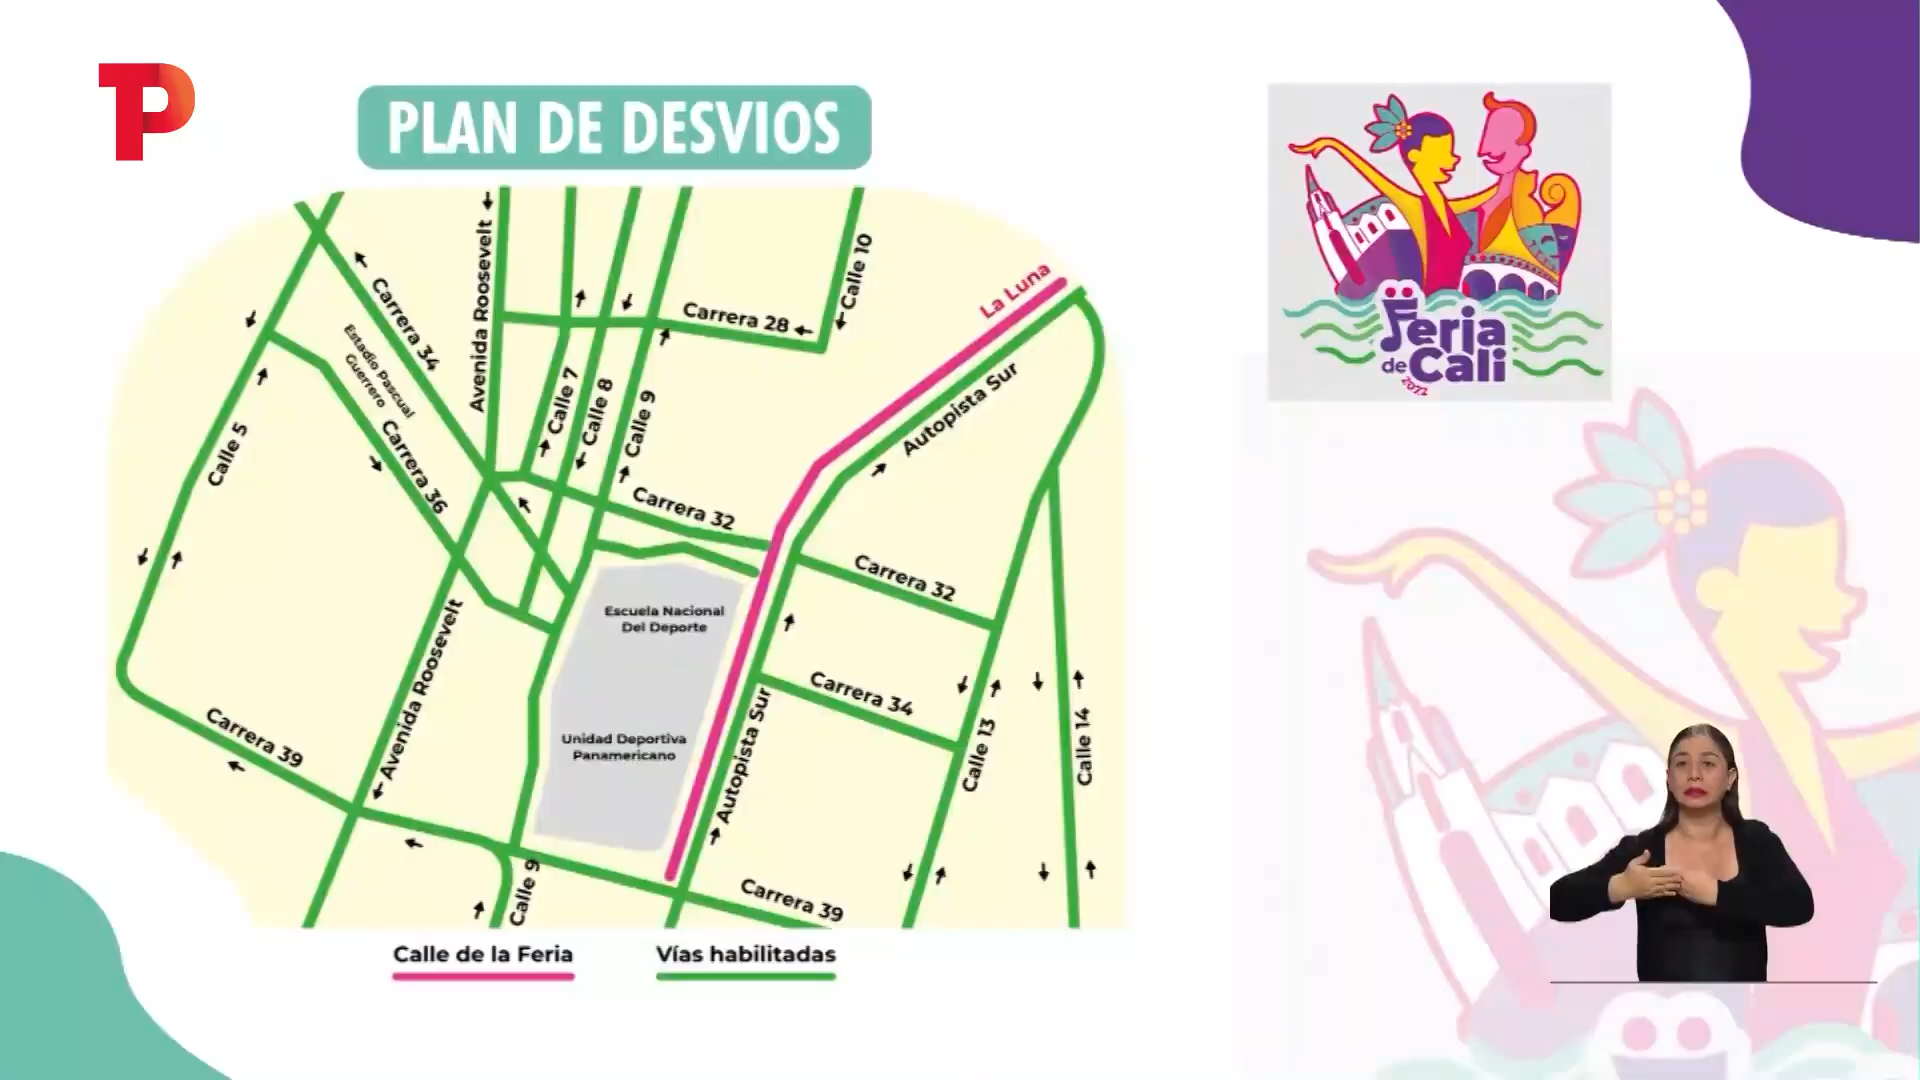 TP
PLAN DE DESVIOS
Feria
de Cali
2022
Avenida Roosevelt
Calle 10
Carrera 34
Estadio Pascual
Guerrero
Carrera 28
La Luna
Calle 7
Calle 8
Calle 9
Autopista Sur
Calle 5
Carrera 36
Carrera 32
Carrera 32
Escuela Nacional
Del Deporte
Avenida Roosevelt
Carrera 34
Autopista Sur
Unidad Deportiva
Panamericano
Calle 13
Calle 14
Carrera 39
Calle 9
Carrera 39
Calle de la Feria
Vías habilitadas